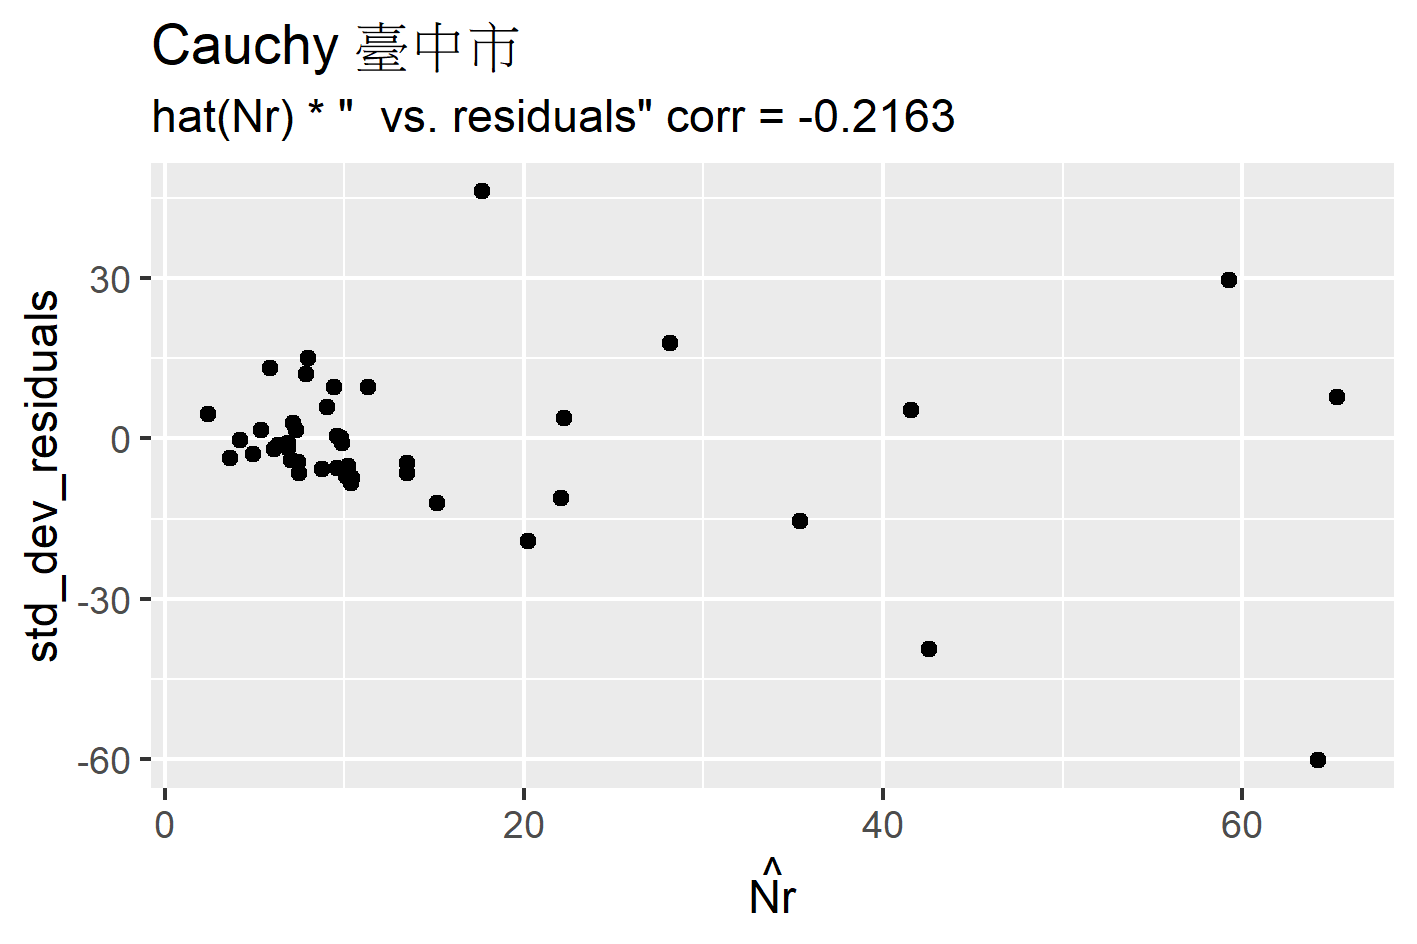 Cauchy 臺中市
hat(Nr) * "  vs. residuals" corr = -0.2163
std_dev_residuals
30
0
-30
-60
0 20 40 60
N̂r